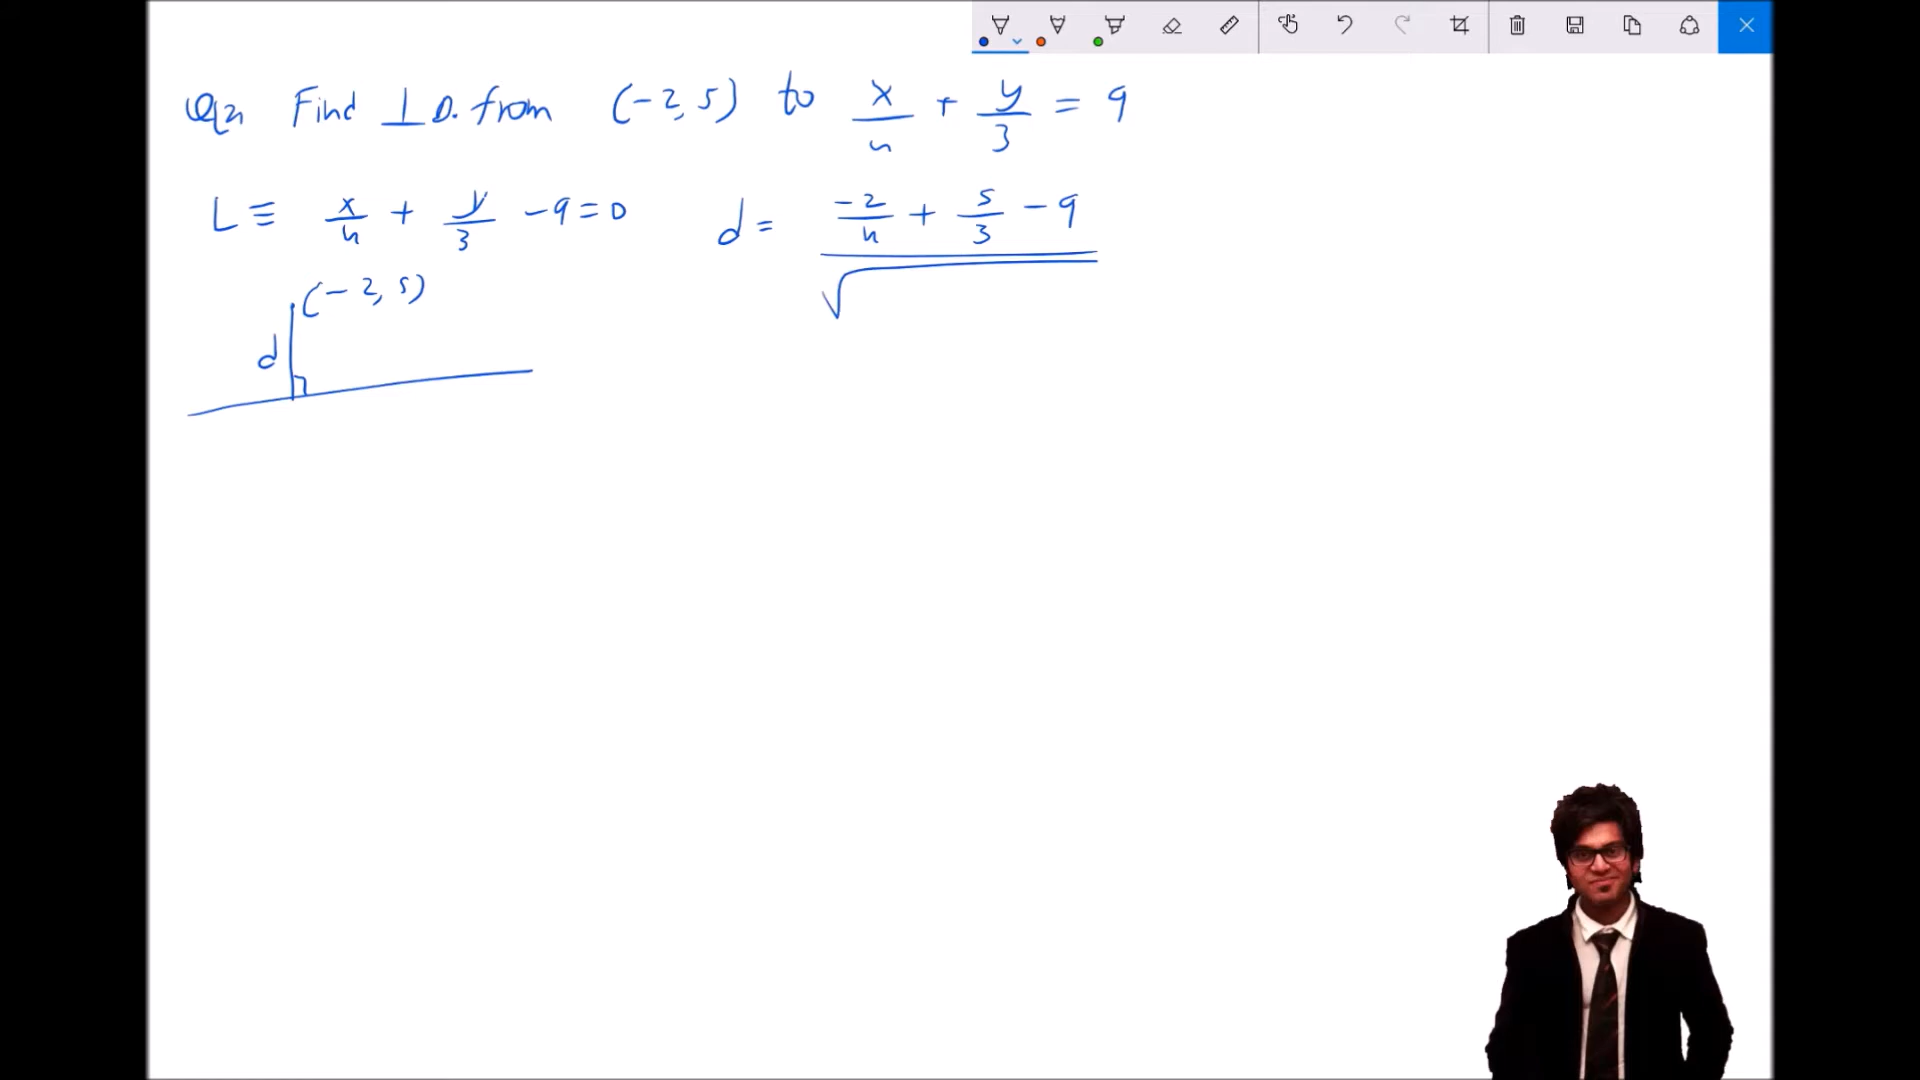 Qn Find ⊥ D. from (-2, 5) to x/4 + y/3 = 9
L ≡ x/4 + y/3 - 9 = 0
d = (-2/4 + 5/3 - 9)/√
(-2, 5)
d